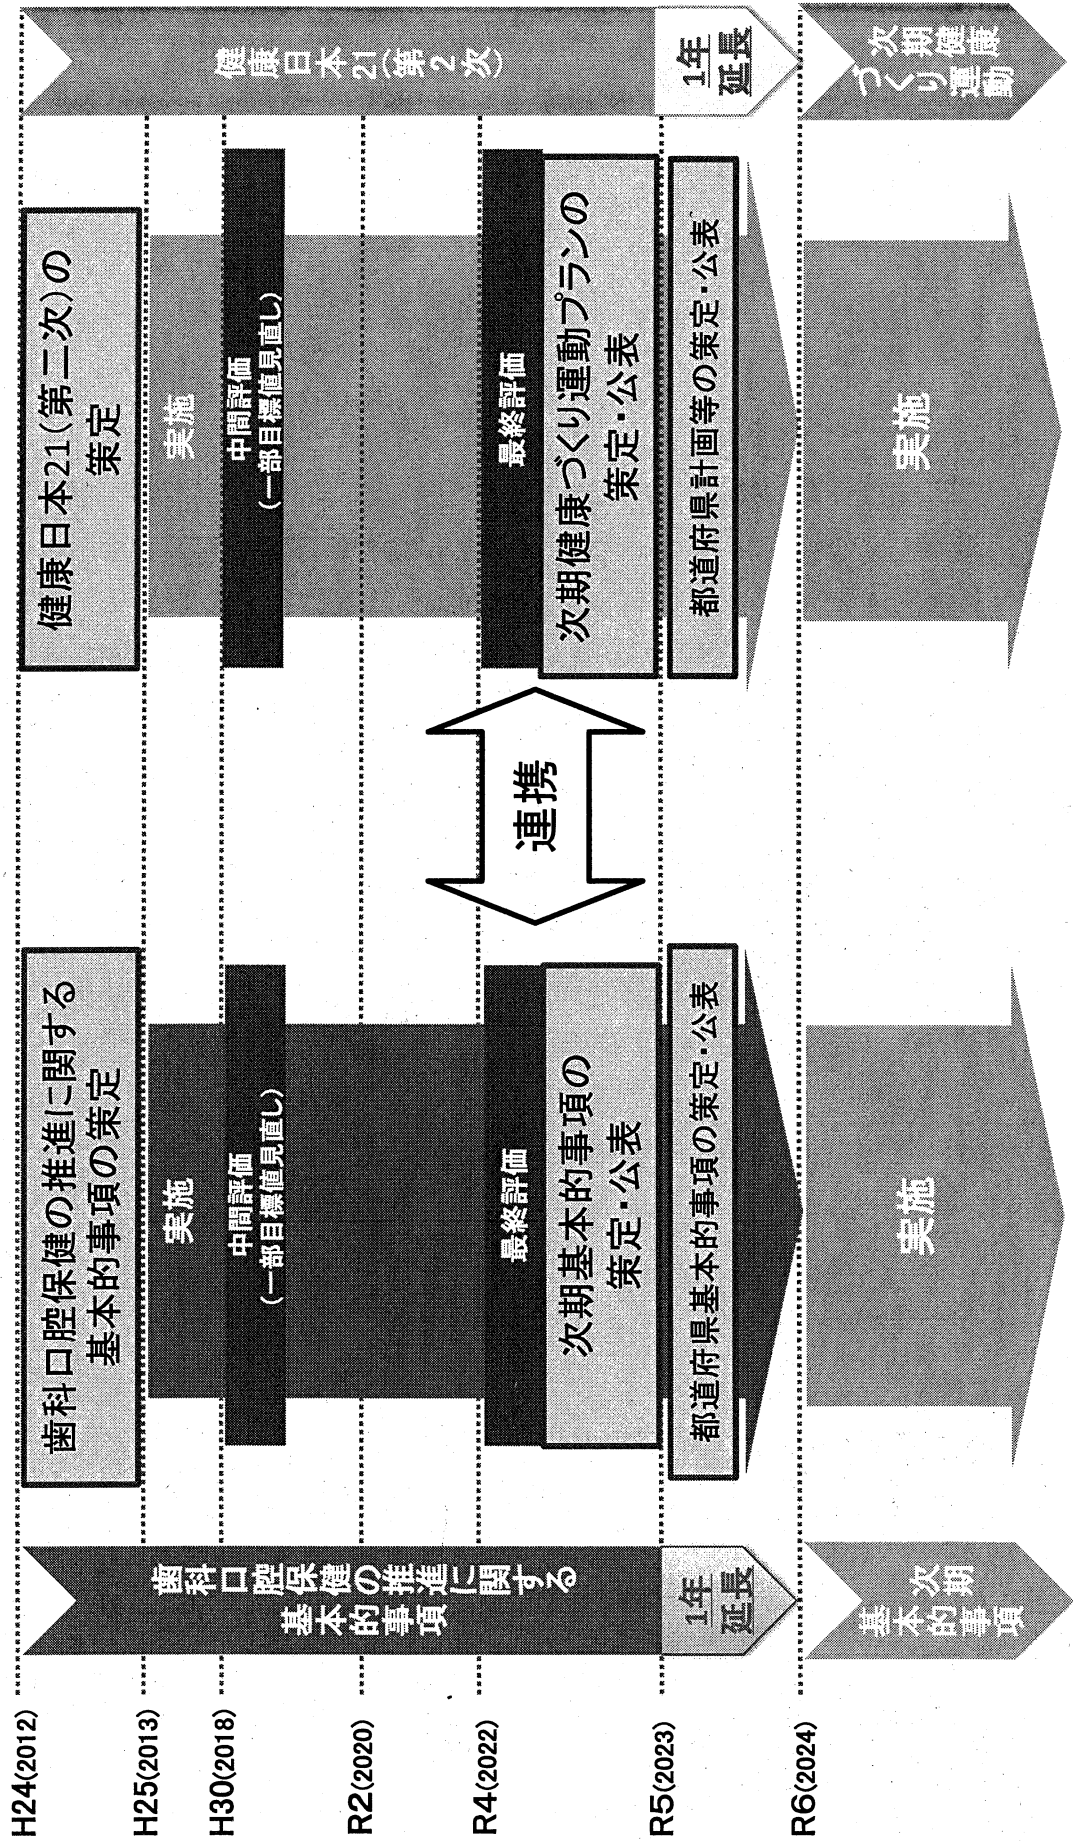 H24(2012)
H25(2013)
H30(2018)
R2(2020)
R4(2022)
R5(2023)
R6(2024)
歯科口腔保健の推進に関する
基本的事項
1年
延長
次期
基本的事項
歯科口腔保健の推進に関する
基本的事項の策定
実施
中間評価
(一部目標値見直し)
最終評価
次期基本的事項の
策定・公表
都道府県基本的事項の策定・公表
実施
連携
健康日本21(第二次)の
策定
実施
中間評価
(一部目標値見直し)
最終評価
次期健康づくり運動プランの
策定・公表
都道府県計画等の策定・公表
実施
健康日本21(第2次)
1年
延長
次期健康
づくり運動